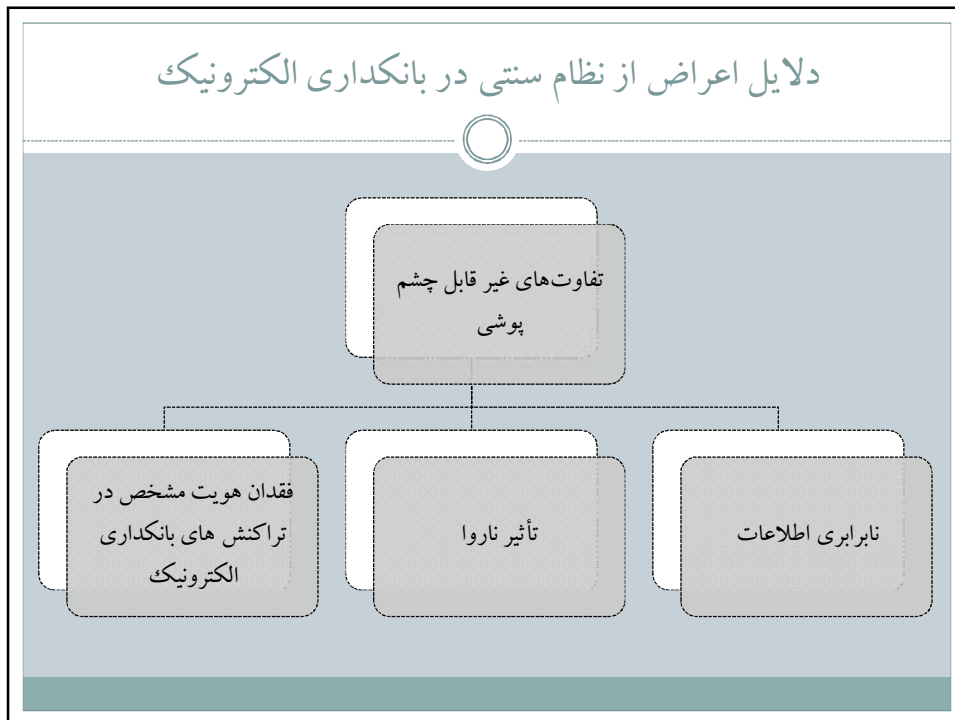 دلایل اعراض از نظام سنتی در بانکداری الکترونیک
تفاوت‌های غیر قابل چشم
پوشی
نابرابری اطلاعات
تأثیر ناروا
فقدان هویت مشخص در
تراکنش های بانکداری
الکترونیک